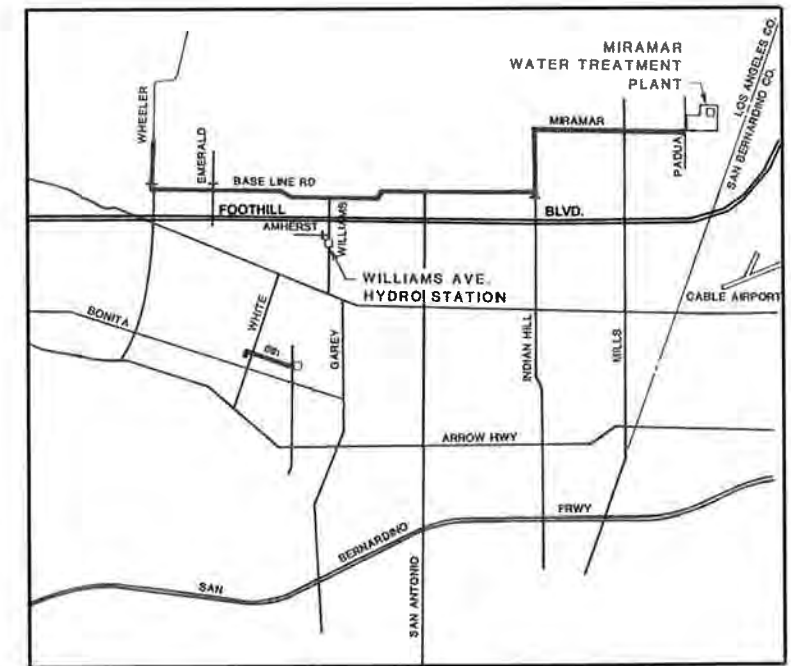 MIRAMAR
WATER TREATMENT
PLANT
LOS ANGELES CO.
SAN BERNARDINO CO.
WHEELER
EMERALD
MIRAMAR
PADUA
BASE LINE RD
FOOTHILL
BLVD.
AMHERST
WILLIAMS
WILLIAMS AVE.
HYDRO STATION
CABLE AIRPORT
BONITA
WHITE
6th
GAREY
INDIAN HILL
MILLS
ARROW HWY
FRWY
BERNARDINO
SAN
SAN ANTONIO